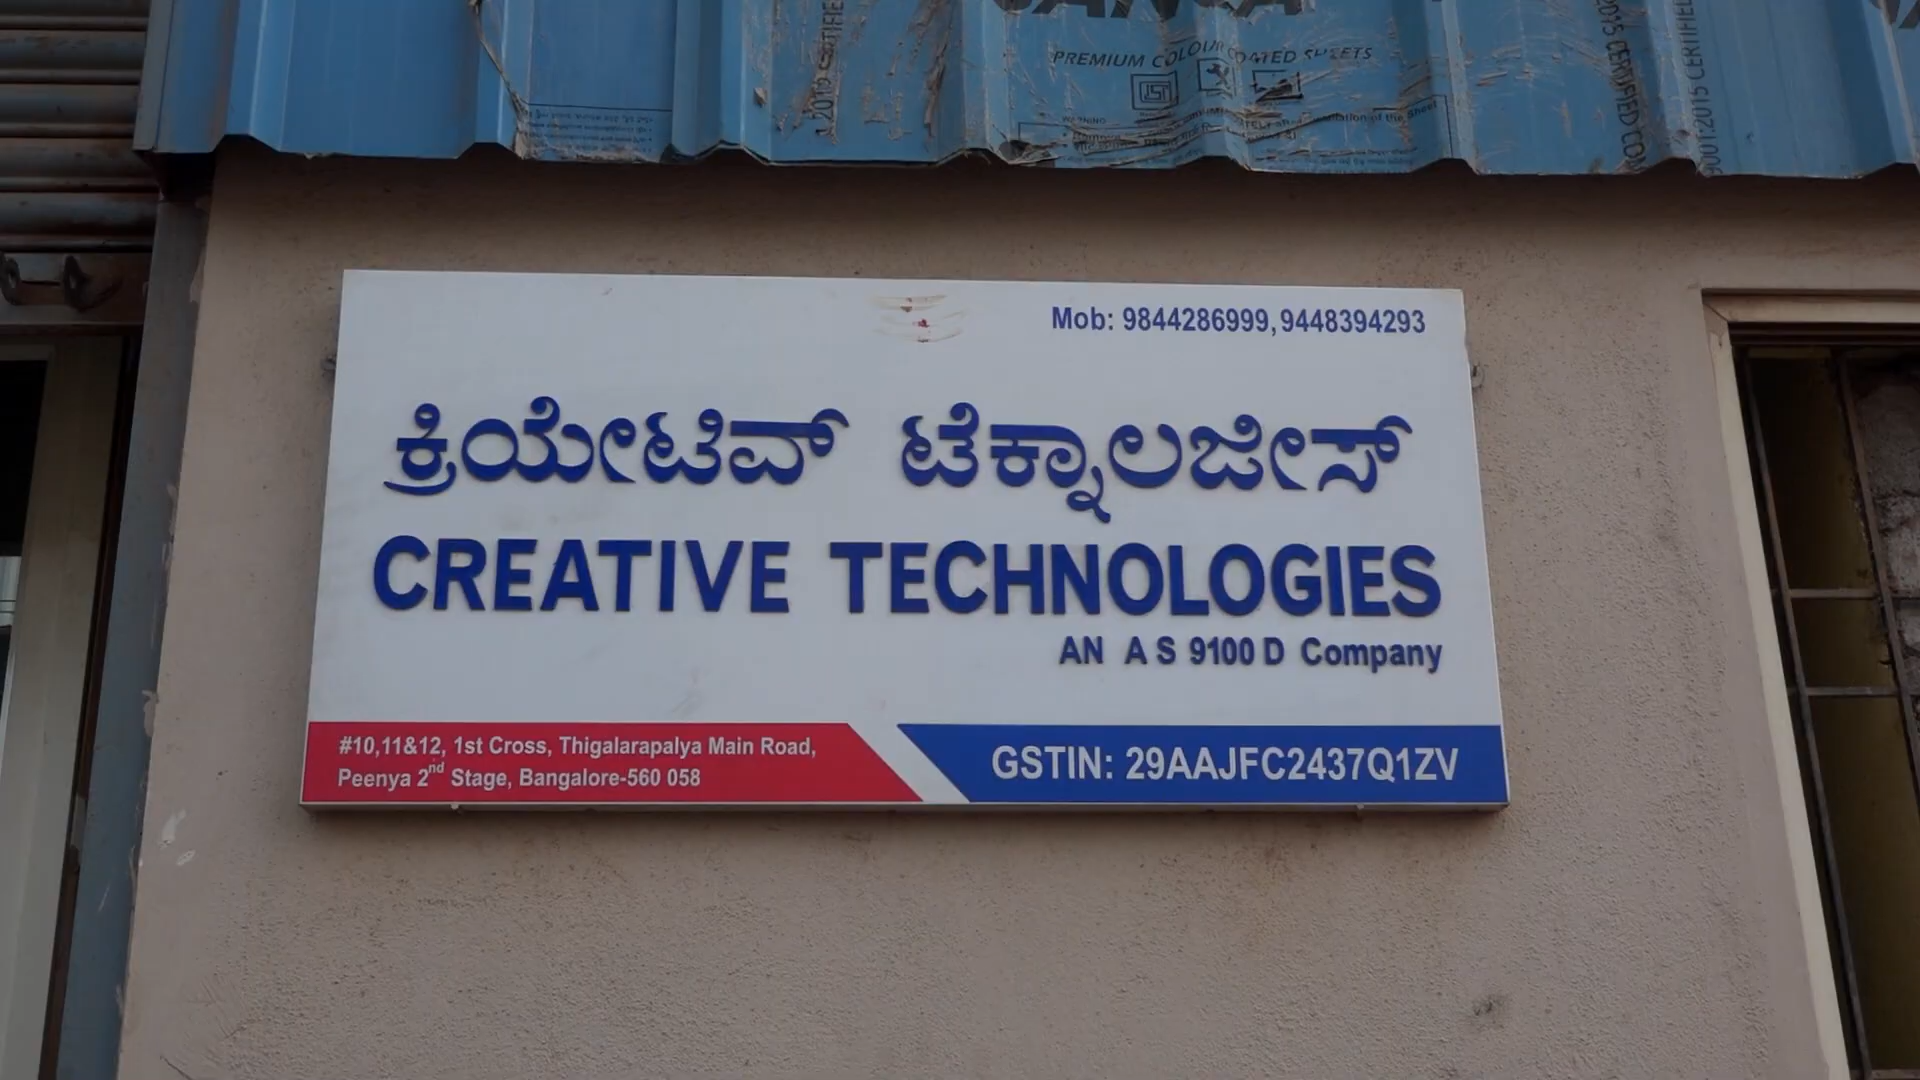 PREMIUM COLOUR COATED SHEETS
WARNING
Mob: 9844286999, 9448394293
ಕ್ರಿಯೇಟಿವ್ ಟೆಕ್ನಾಲಜೀಸ್
CREATIVE TECHNOLOGIES
AN A S 9100 D Company
#10,11&12, 1st Cross, Thigalarapalya Main Road,
Peenya 2nd Stage, Bangalore-560 058
GSTIN: 29AAJFC2437Q1ZV